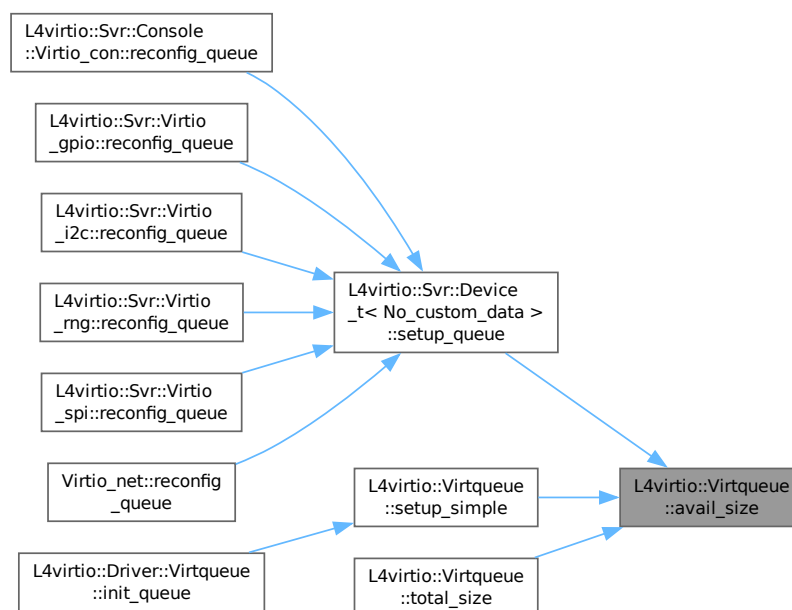 L4virtio::Svr::Console
::Virtio_con::reconfig_queue
L4virtio::Svr::Virtio
_gpio::reconfig_queue
L4virtio::Svr::Virtio
_i2c::reconfig_queue
L4virtio::Svr::Virtio
_rng::reconfig_queue
L4virtio::Svr::Virtio
_spi::reconfig_queue
Virtio_net::reconfig
_queue
L4virtio::Driver::Virtqueue
::init_queue
L4virtio::Svr::Device
_t< No_custom_data >
::setup_queue
L4virtio::Virtqueue
::setup_simple
L4virtio::Virtqueue
::total_size
L4virtio::Virtqueue
::avail_size